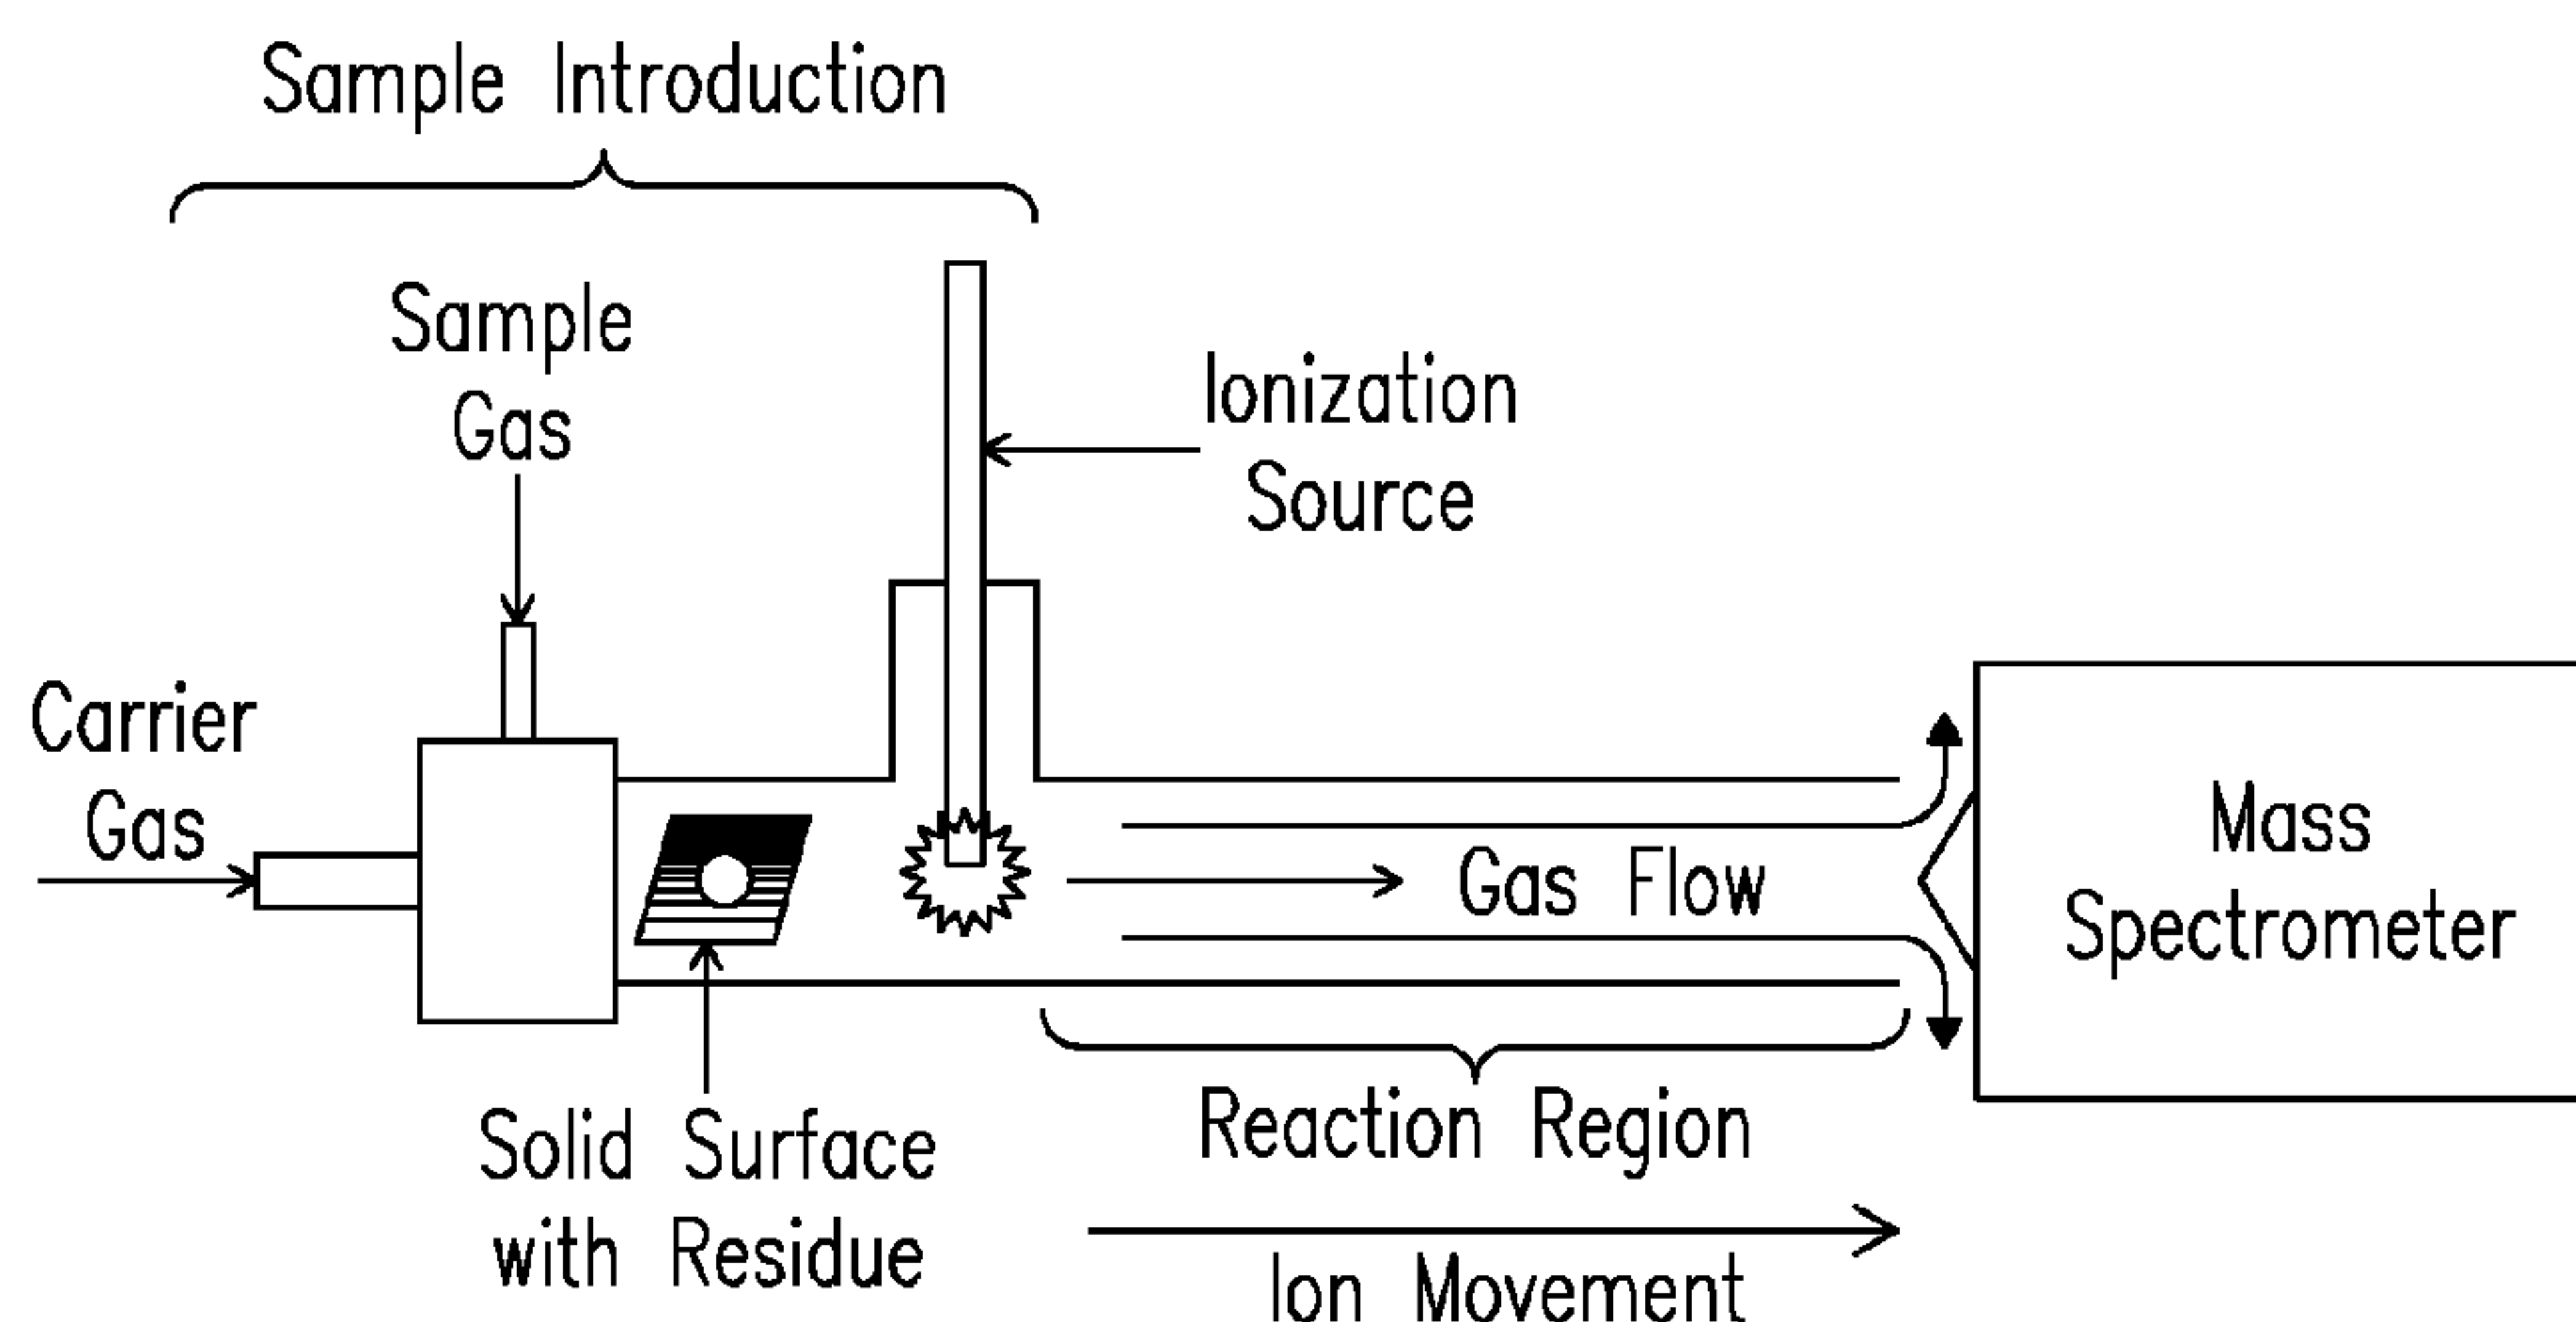 Sample Introduction
Sample
Gas
Ionization
Source
Carrier
Gas
Gas Flow
Mass
Spectrometer
Solid Surface
with Residue
Reaction Region
Ion Movement